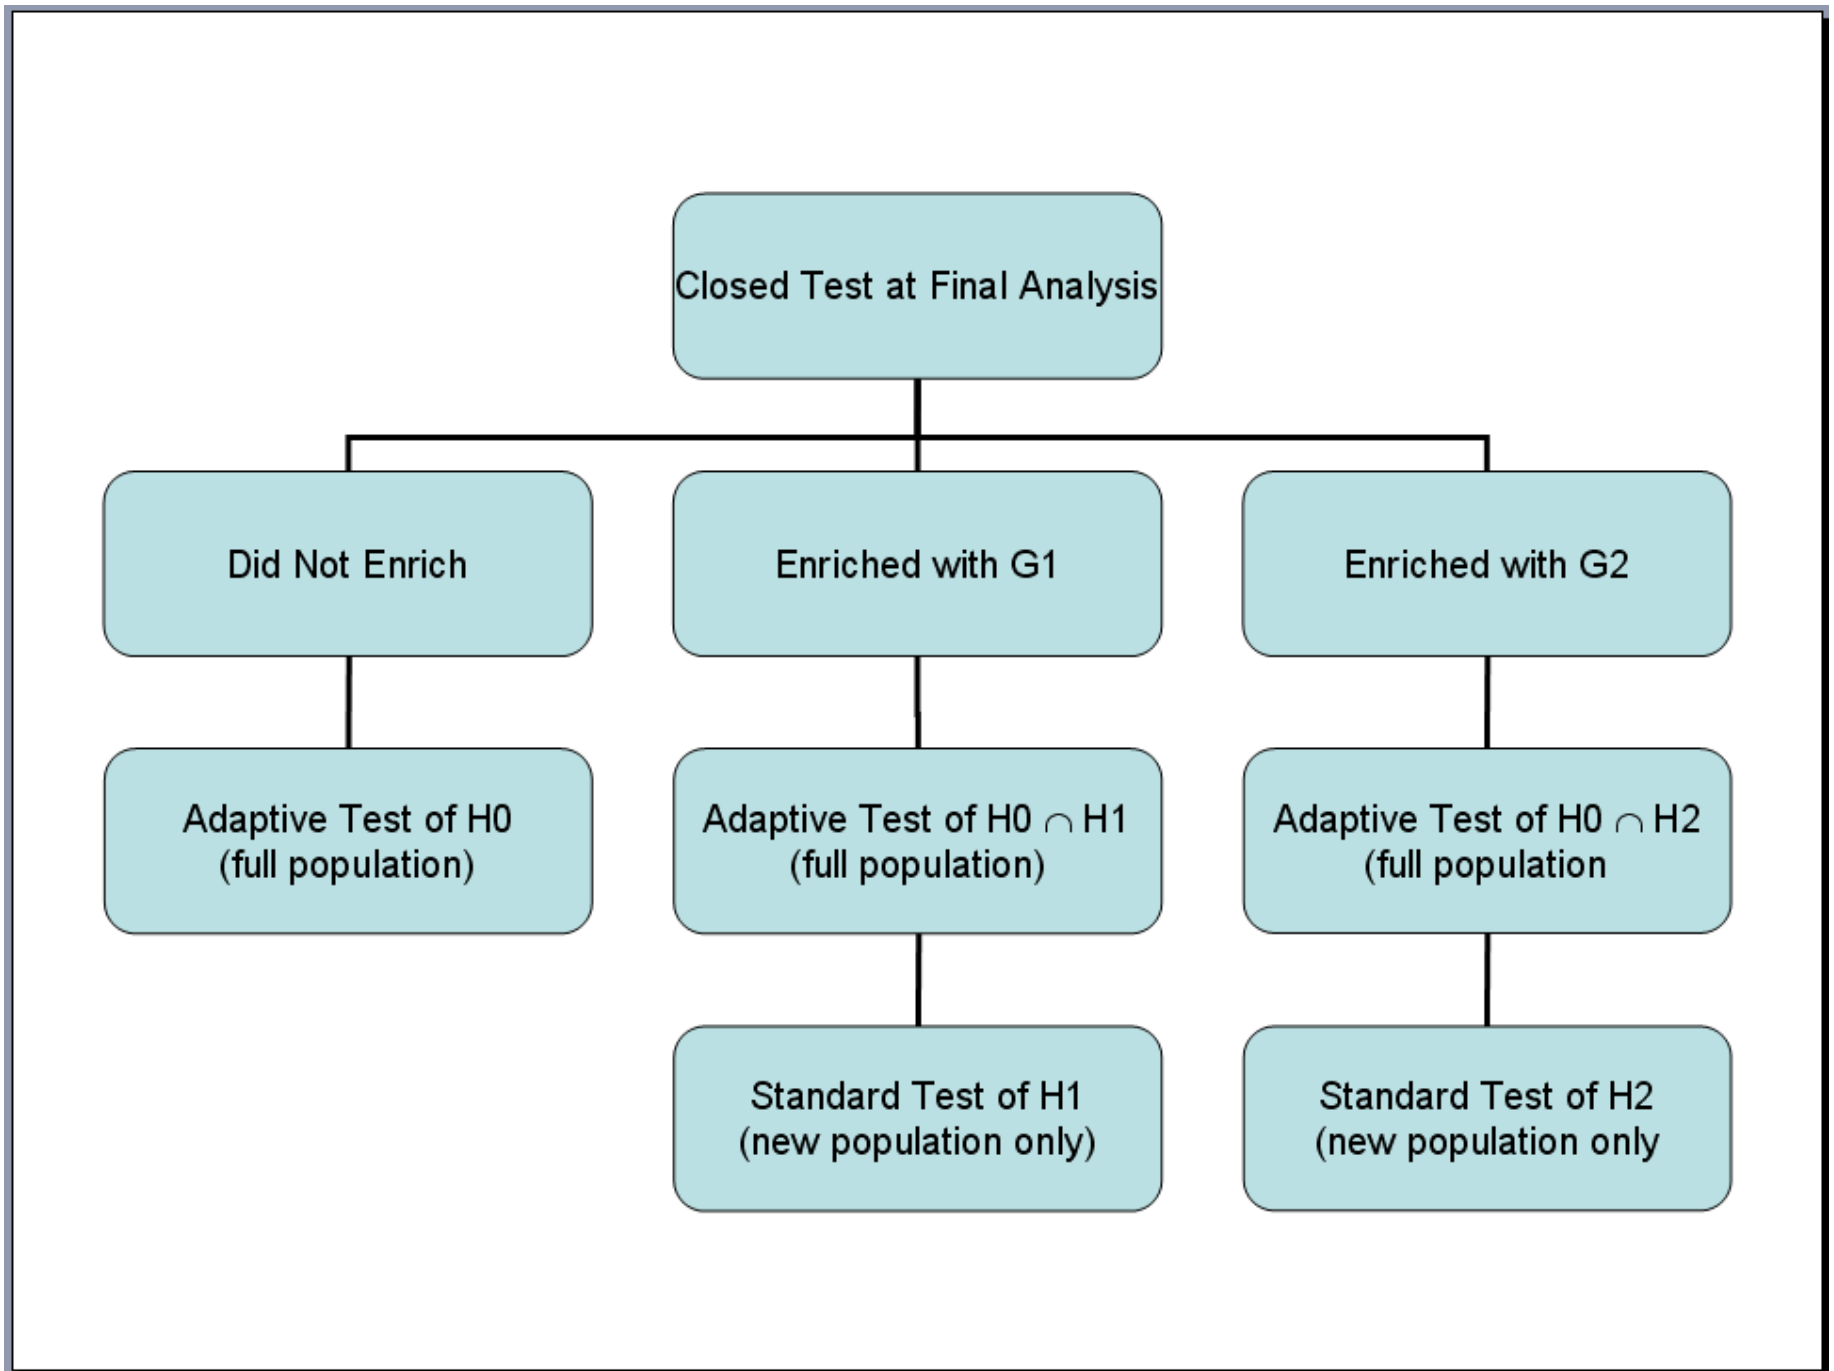 Closed Test at Final Analysis
Did Not Enrich
Enriched with G1
Enriched with G2
Adaptive Test of H0
(full population)
Adaptive Test of H0 ∩ H1
(full population)
Adaptive Test of H0 ∩ H2
(full population
Standard Test of H1
(new population only)
Standard Test of H2
(new population only